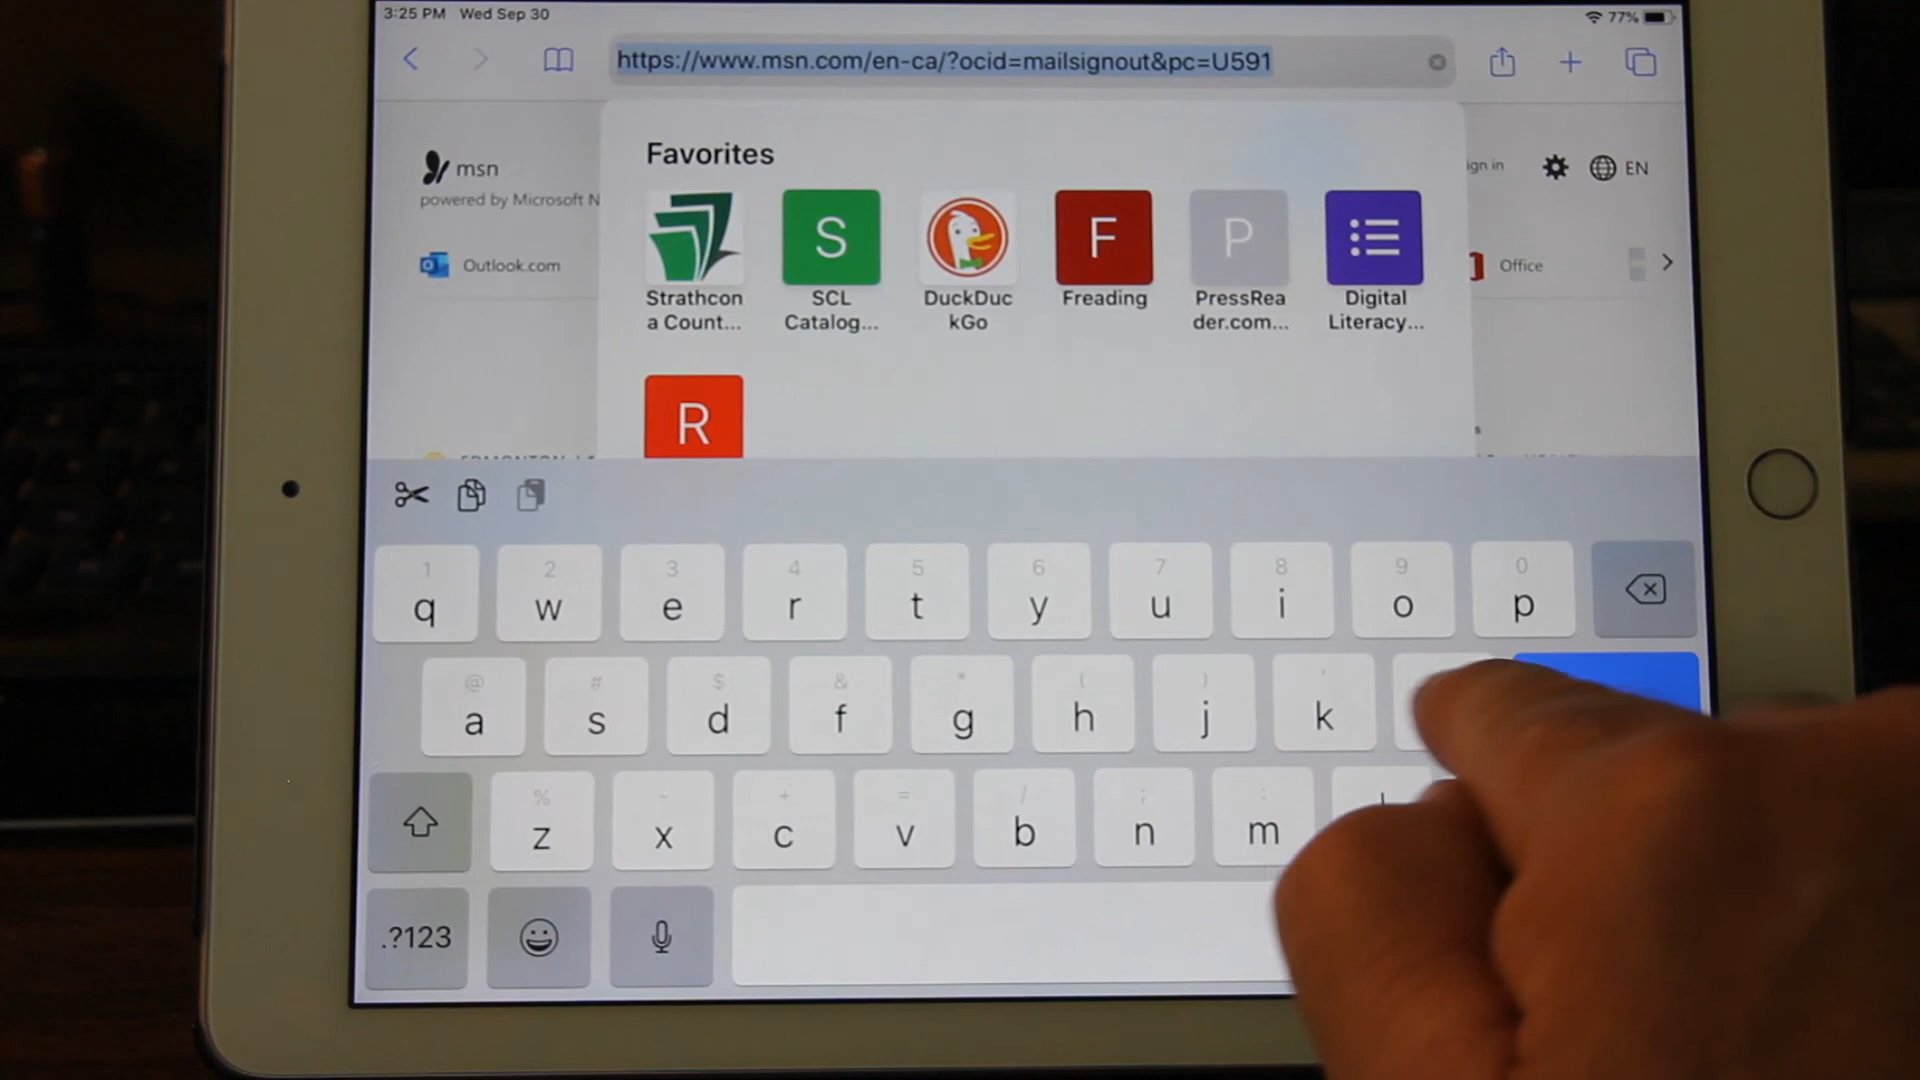 3:25 PM Wed Sep 30
77%
https://www.msn.com/en-ca/?ocid=mailsignout&pc=U591
Favorites
msn
powered by Microsoft N
ign in
EN
Outlook.com
Office
S
F
P
Strathcon
a Count...
SCL
Catalog...
DuckDuc
kGo
Freading
PressRea
der.com...
Digital
Literacy...
R
1 2 3 4 5 6 7 8 9 0
q w e r t y u i o p
@ # $ & * ( ) '
a s d f g h j k
% - + = / ; :
z x c v b n m
.?123